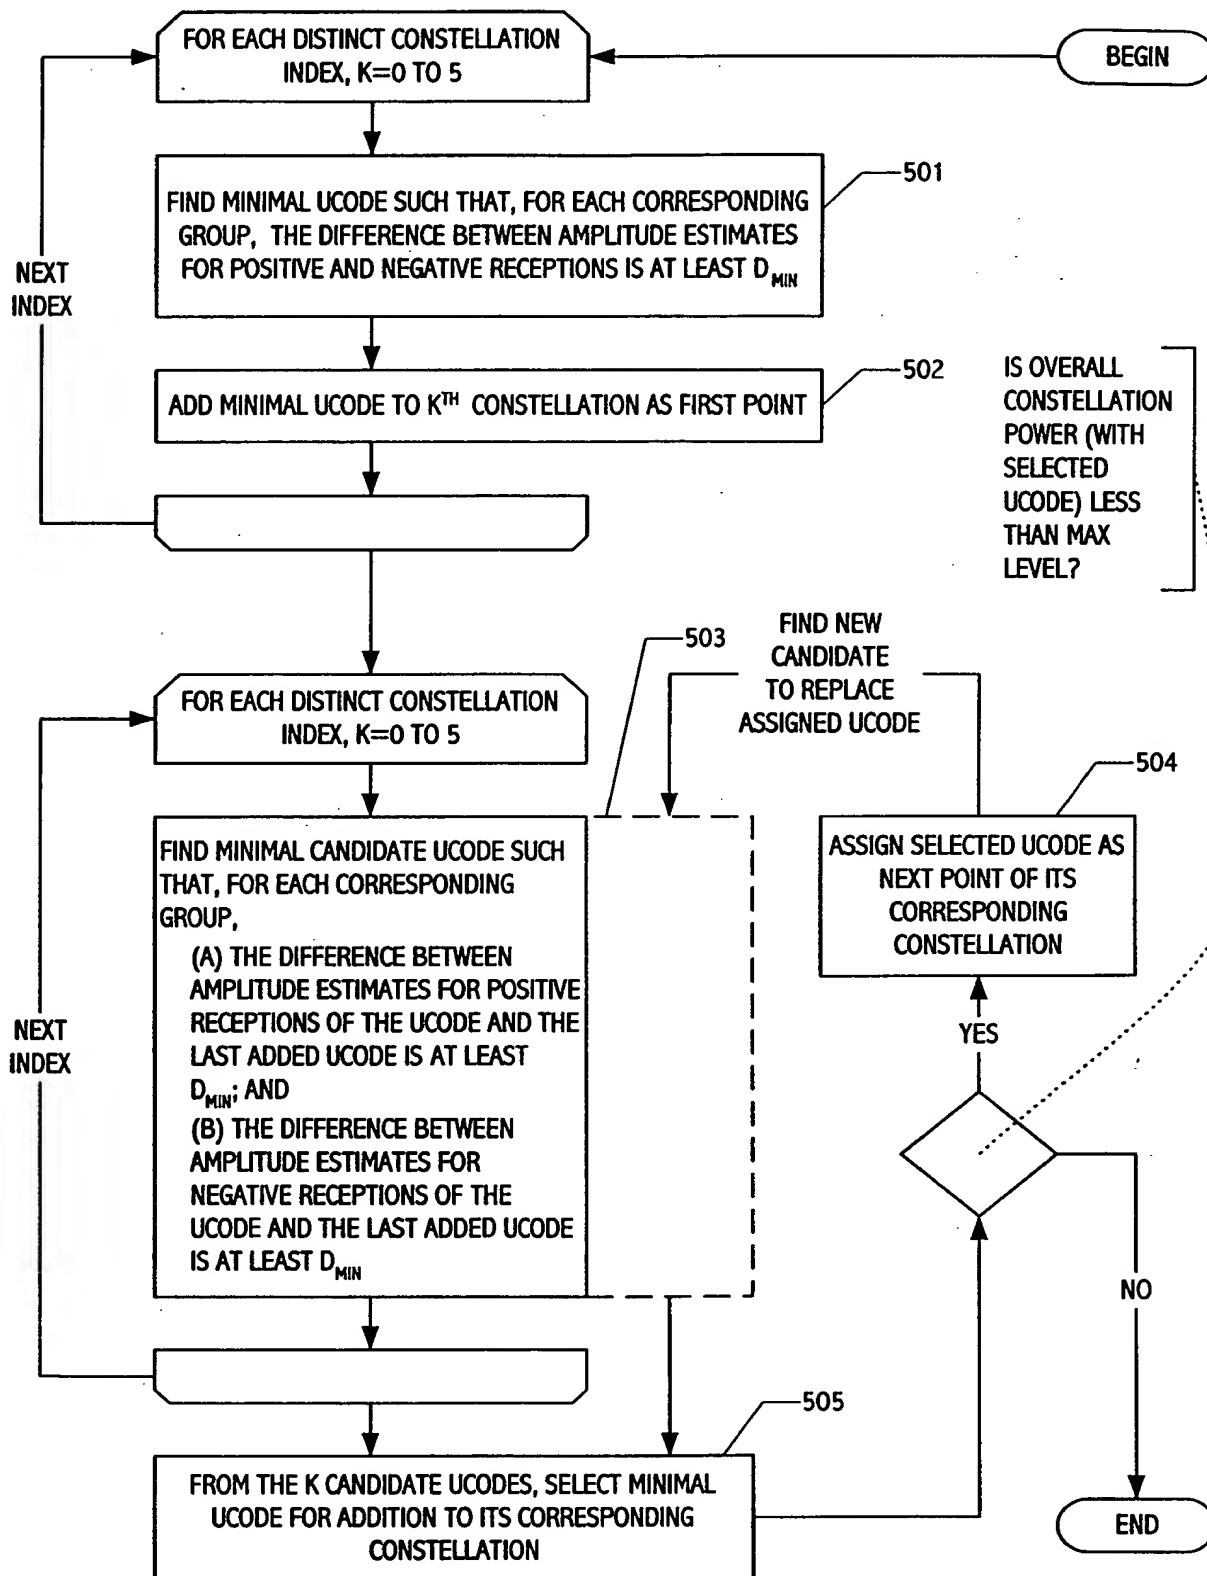 FOR EACH DISTINCT CONSTELLATION
INDEX, K=0 TO 5
BEGIN
501
FIND MINIMAL UCODE SUCH THAT, FOR EACH CORRESPONDING
GROUP, THE DIFFERENCE BETWEEN AMPLITUDE ESTIMATES
FOR POSITIVE AND NEGATIVE RECEPTIONS IS AT LEAST D_MIN
NEXT
INDEX
502
ADD MINIMAL UCODE TO K^TH CONSTELLATION AS FIRST POINT
IS OVERALL
CONSTELLATION
POWER (WITH
SELECTED
UCODE) LESS
THAN MAX
LEVEL?
503
FIND NEW
CANDIDATE
TO REPLACE
ASSIGNED UCODE
FOR EACH DISTINCT CONSTELLATION
INDEX, K=0 TO 5
504
ASSIGN SELECTED UCODE AS
NEXT POINT OF ITS
CORRESPONDING
CONSTELLATION
FIND MINIMAL CANDIDATE UCODE SUCH
THAT, FOR EACH CORRESPONDING
GROUP,
(A) THE DIFFERENCE BETWEEN
AMPLITUDE ESTIMATES FOR POSITIVE
RECEPTIONS OF THE UCODE AND THE
LAST ADDED UCODE IS AT LEAST
D_MIN; AND
(B) THE DIFFERENCE BETWEEN
AMPLITUDE ESTIMATES FOR
NEGATIVE RECEPTIONS OF THE
UCODE AND THE LAST ADDED UCODE
IS AT LEAST D_MIN
NEXT
INDEX
YES
NO
505
FROM THE K CANDIDATE UCODES, SELECT MINIMAL
UCODE FOR ADDITION TO ITS CORRESPONDING
CONSTELLATION
END